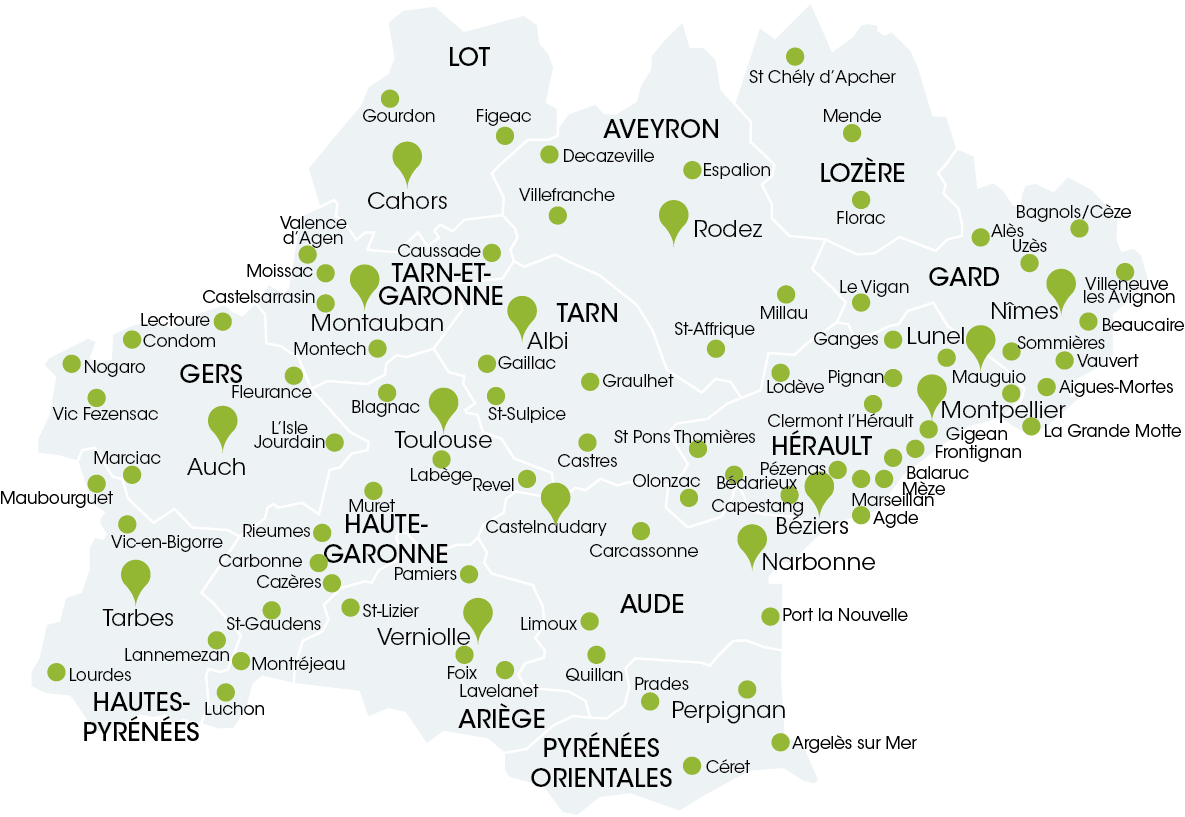 LOT
St Chély d'Apcher
Gourdon
Figeac
Mende
AVEYRON
Decazeville
Espalion
LOZÈRE
Cahors
Villefranche
Florac
Bagnols/Cèze
Valence
d'Agen
Rodez
Alès
Uzès
Caussade
Moissac
TARN-ET-
GARONNE
GARD
Villeneuve
les Avignon
Castelsarrasin
Le Vigan
Nîmes
Montauban
TARN
Millau
Lectoure
Condom
Albi
St-Affrique
Ganges
Lunel
Beaucaire
Sommières
Montech
Gaillac
Vauvert
Nogaro
GERS
Fleurance
Graulhet
Lodève
Pignan
Mauguio
Aigues-Mortes
Vic Fezensac
Blagnac
St-Sulpice
Clermont l'Hérault
Montpellier
La Grande Motte
L'Isle
Jourdain
Toulouse
St Pons Thomières
HÉRAULT
Gigean
Frontignan
Marciac
Auch
Labège
Castres
Pézenas
Balaruc
Maubourguet
Revel
Olonzac
Bédarieux
Mèze
Marseillan
Muret
Capestang
Agde
Castelnaudary
Béziers
Vic-en-Bigorre
Rieumes
HAUTE-
GARONNE
Carcassonne
Narbonne
Carbonne
Cazères
Pamiers
Tarbes
St-Gaudens
St-Lizier
AUDE
Port la Nouvelle
Verniolle
Limoux
Lannemezan
Montréjeau
Lourdes
Foix
Quillan
Luchon
Lavelanet
Prades
HAUTES-
PYRÉNÉES
ARIÈGE
Perpignan
PYRÉNÉES
ORIENTALES
Argelès sur Mer
Céret